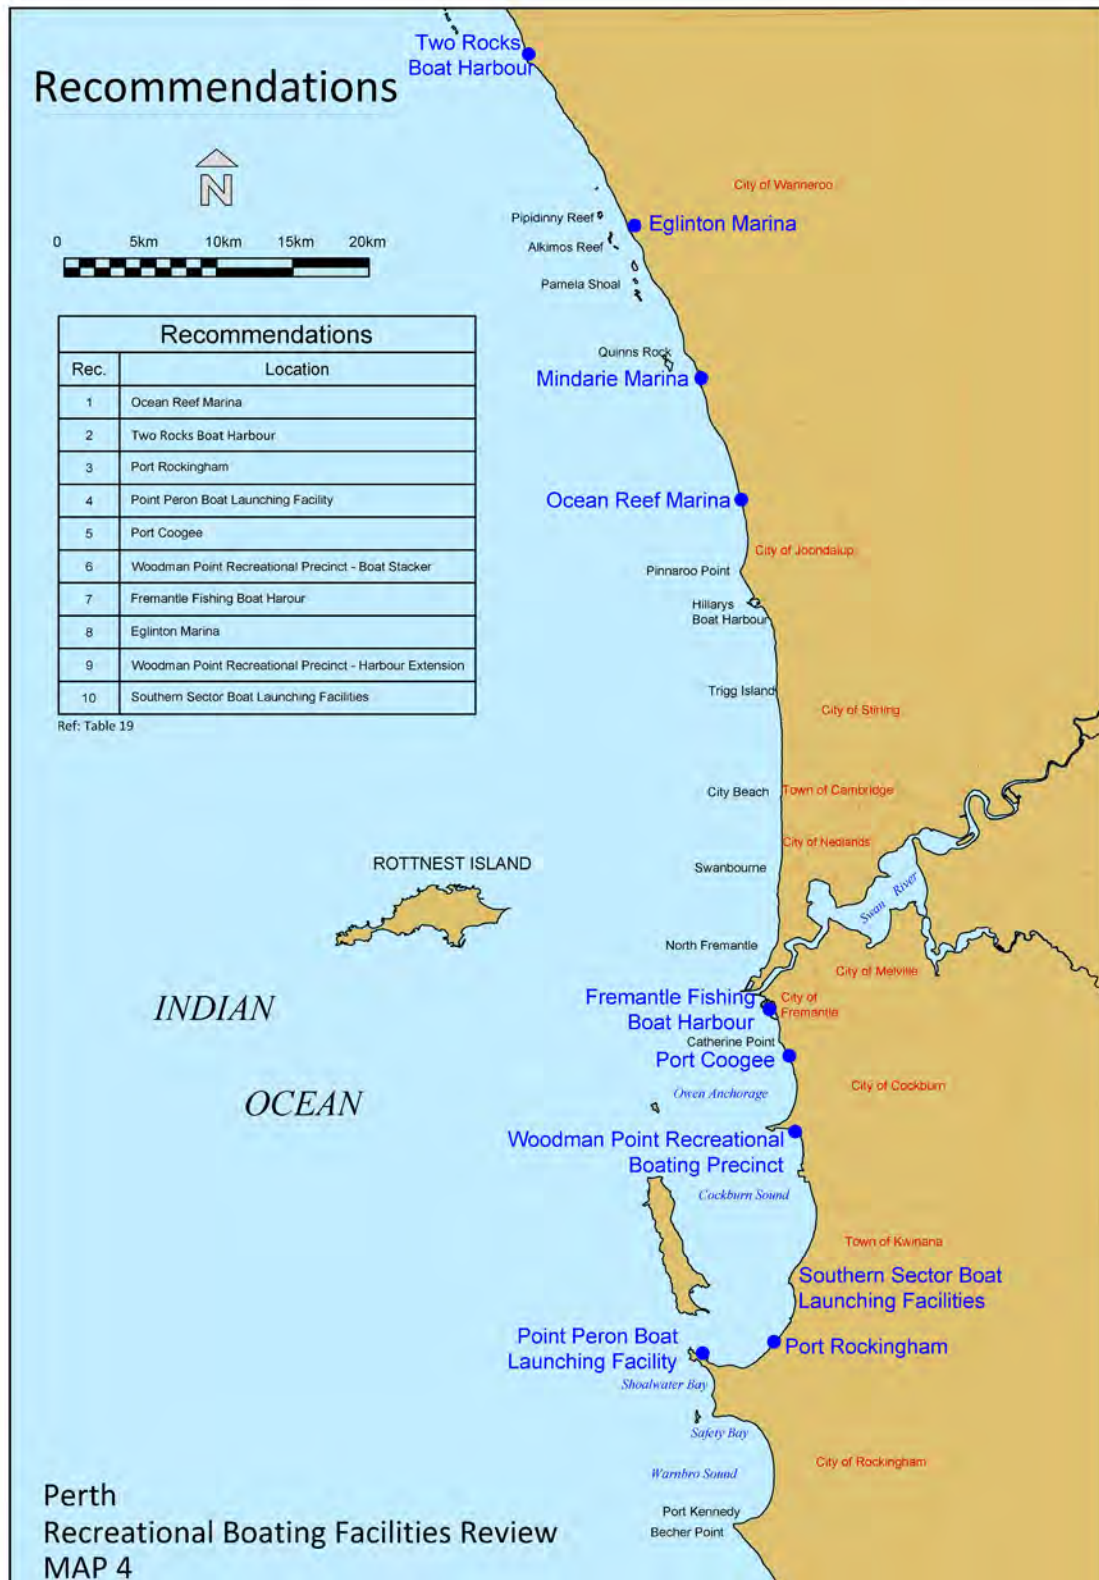 Two Rocks
Boat Harbour
Recommendations
N
City of Wanneroo
Pipidinny Reef
Eglinton Marina
0 5km 10km 15km 20km
Alkimos Reef
Pamela Shoal
Recommendations
Rec. Location
1 Ocean Reef Marina
2 Two Rocks Boat Harbour
3 Port Rockingham
4 Point Peron Boat Launching Facility
5 Port Coogee
6 Woodman Point Recreational Precinct - Boat Stacker
7 Fremantle Fishing Boat Harour
8 Eglinton Marina
9 Woodman Point Recreational Precinct - Harbour Extension
10 Southern Sector Boat Launching Facilities
Ref: Table 19
Quinns Rock
Mindarie Marina
Ocean Reef Marina
City of Joondalup
Pinnaroo Point
Hillarys
Boat Harbour
Trigg Island
City of Stirling
City Beach
Town of Cambridge
City of Nedlands
ROTTNEST ISLAND
Swanbourne
Swan River
North Fremantle
City of Melville
INDIAN
OCEAN
Fremantle Fishing
Boat Harbour
City of
Fremantle
Catherine Point
Port Coogee
City of Cockburn
Owen Anchorage
Woodman Point Recreational
Boating Precinct
Cockburn Sound
Town of Kwinana
Southern Sector Boat
Launching Facilities
Point Peron Boat
Launching Facility
Port Rockingham
Shoalwater Bay
Safety Bay
City of Rockingham
Warnbro Sound
Port Kennedy
Becher Point
Perth
Recreational Boating Facilities Review
MAP 4